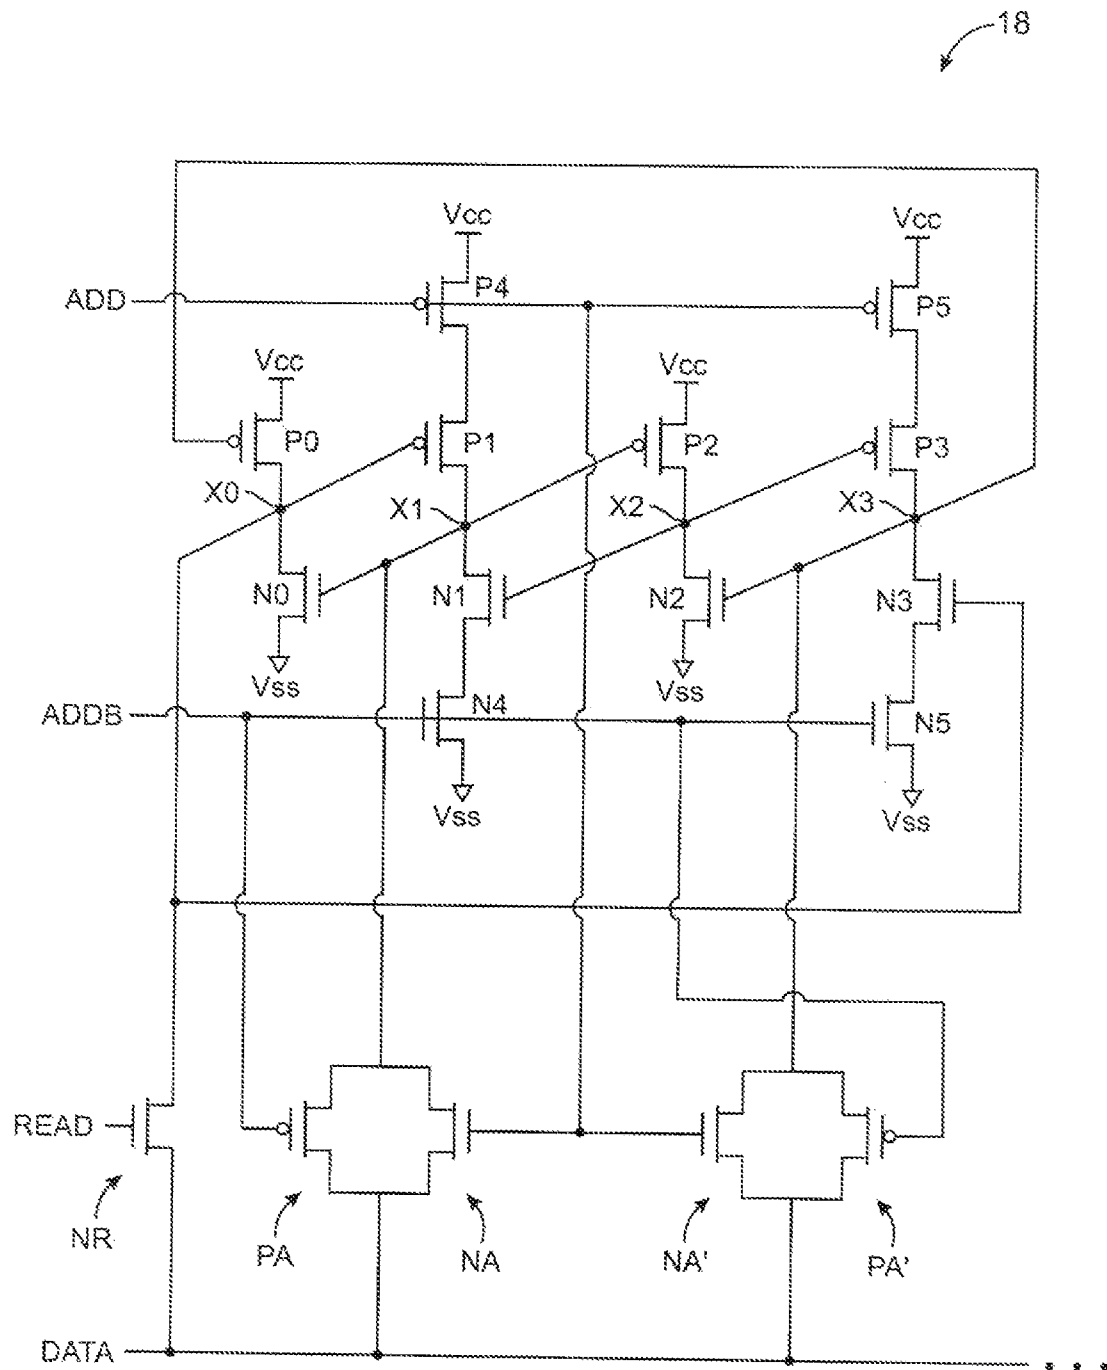 18
Vcc
Vcc
ADD
P4
P5
Vcc
Vcc
P0
P1
P2
P3
X0
X1
X2
X3
N0
N1
N2
N3
Vss
Vss
ADDB
N4
N5
Vss
Vss
READ
NR
PA
NA
NA'
PA'
DATA
. . .